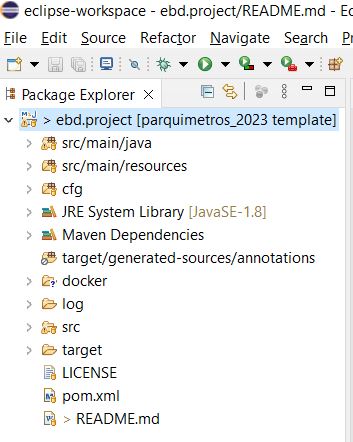 eclipse-workspace - ebd.project/README.md - Ec
File Edit Source Refactor Navigate Search Pr
Package Explorer
> ebd.project [parquimetros_2023 template]
src/main/java
src/main/resources
cfg
JRE System Library [JavaSE-1.8]
Maven Dependencies
target/generated-sources/annotations
docker
log
src
target
LICENSE
pom.xml
> README.md